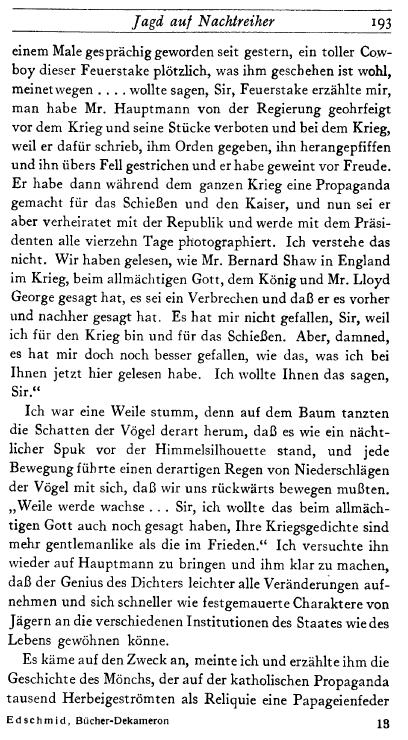 Jagd auf Nachtreiher 193
einem Male gesprächig geworden seit gestern, ein toller Cow-
boy dieser Feuerstake plötzlich, was ihm geschehen ist wohl,
meinetwegen .... wollte sagen, Sir, Feuerstake erzählte mir,
man habe Mr. Hauptmann von der Regierung geohrfeigt
vor dem Krieg und seine Stücke verboten und bei dem Krieg,
weil er dafür schrieb, ihm Orden gegeben, ihn herangepfiffen
und ihn übers Fell gestrichen und er habe geweint vor Freude.
Er habe dann während dem ganzen Krieg eine Propaganda
gemacht für das Schießen und den Kaiser, und nun sei er
aber verheiratet mit der Republik und werde mit dem Präsi-
denten alle vierzehn Tage photographiert. Ich verstehe das
nicht. Wir haben gelesen, wie Mr. Bernard Shaw in England
im Krieg, beim allmächtigen Gott, dem König und Mr. Lloyd
George gesagt hat, es sei ein Verbrechen und daß er es vorher
und nachher gesagt hat. Es hat mir nicht gefallen, Sir, weil
ich für den Krieg bin und für das Schießen. Aber, damned,
es hat mir doch noch besser gefallen, wie das, was ich bei
Ihnen jetzt hier gelesen habe. Ich wollte Ihnen das sagen,
Sir.“
Ich war eine Weile stumm, denn auf dem Baum tanzten
die Schatten der Vögel derart herum, daß es wie ein nächt-
licher Spuk vor der Himmelsilhouette stand, und jede
Bewegung führte einen derartigen Regen von Niederschlägen
der Vögel mit sich, daß wir uns rückwärts bewegen mußten.
„Weile werde wachse ... Sir, ich wollte das beim allmäch-
tigen Gott auch noch gesagt haben, Ihre Kriegsgedichte sind
mehr gentlemanlike als die im Frieden.“ Ich versuchte ihn
wieder auf Hauptmann zu bringen und ihm klar zu machen,
daß der Genius des Dichters leichter alle Veränderungen auf-
nehmen und sich schneller wie festgemauerte Charaktere von
Jägern an die verschiedenen Institutionen des Staates wie des
Lebens gewöhnen könne.
Es käme auf den Zweck an, meinte ich und erzählte ihm die
Geschichte des Mönchs, der auf der katholischen Propaganda
tausend Herbeigeströmten als Reliquie eine Papageienfeder
Edschmid, Bücher-Dekameron 13